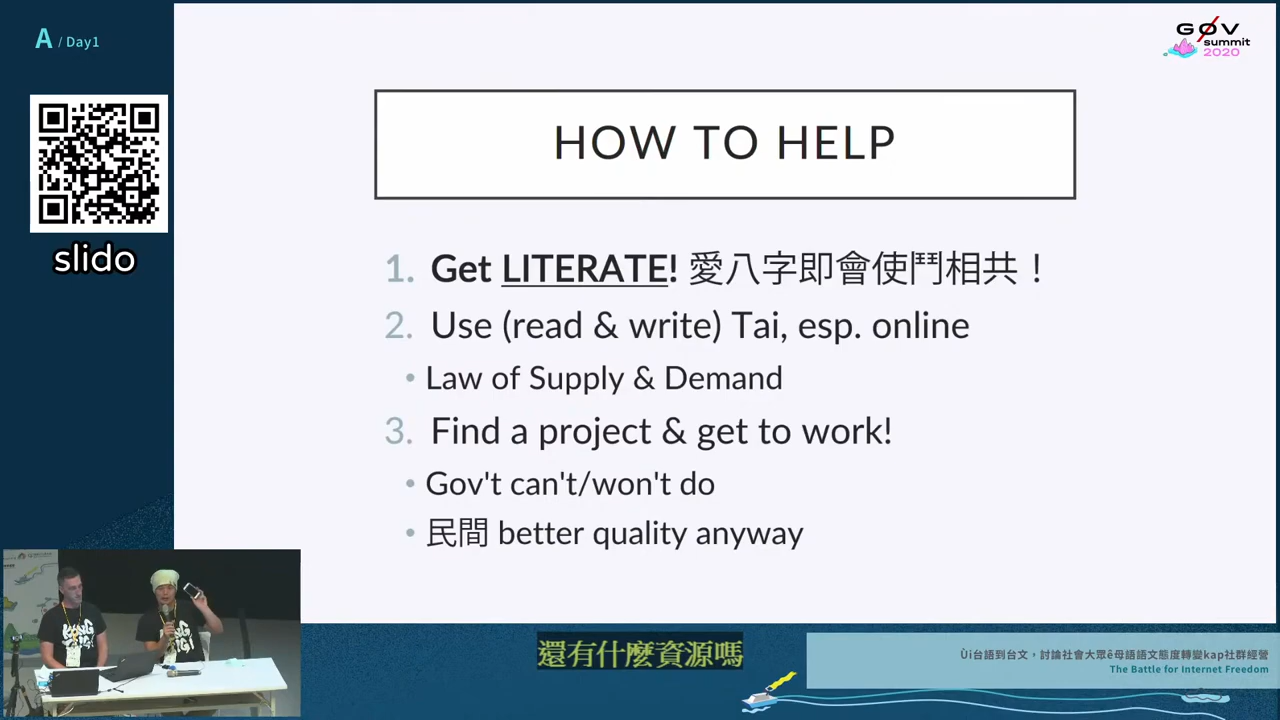 A / Day1
slido
GØV
summit
2020
HOW TO HELP
1. Get LITERATE! 愛八字即會使鬥相共！
2. Use (read & write) Tai, esp. online
• Law of Supply & Demand
3. Find a project & get to work!
• Gov't can't/won't do
• 民間 better quality anyway
還有什麼資源嗎
Ùi台語到台文，討論社會大眾ê母語語文態度轉變kap社群經營
The Battle for Internet Freedom